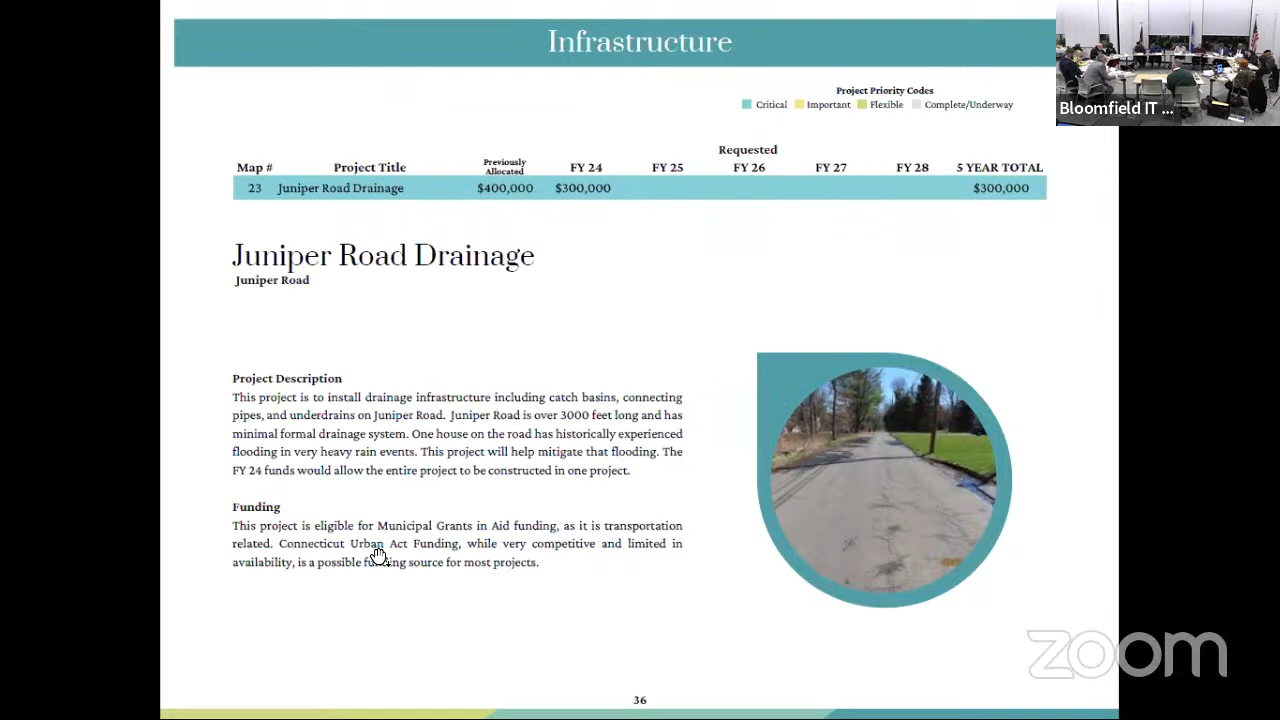 Infrastructure
Bloomfield IT ...
Project Priority Codes
Critical Important Flexible Complete/Underway
Requested
Map # Project Title Previously Allocated FY 24 FY 25 FY 26 FY 27 FY 28 5 YEAR TOTAL
23 Juniper Road Drainage $400,000 $300,000 $300,000
Juniper Road Drainage
Juniper Road
Project Description
This project is to install drainage infrastructure including catch basins, connecting
pipes, and underdrains on Juniper Road. Juniper Road is over 3000 feet long and has
minimal formal drainage system. One house on the road has historically experienced
flooding in very heavy rain events. This project will help mitigate that flooding. The
FY 24 funds would allow the entire project to be constructed in one project.
Funding
This project is eligible for Municipal Grants in Aid funding, as it is transportation
related. Connecticut Urban Act Funding, while very competitive and limited in
availability, is a possible funding source for most projects.
zoom
36